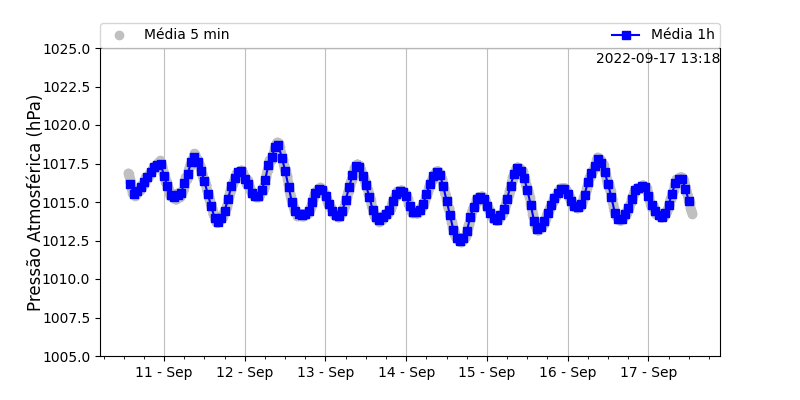 Média 5 min
Média 1h
2022-09-17 13:18
Pressão Atmosférica (hPa)
1025.0
1022.5
1020.0
1017.5
1015.0
1012.5
1010.0
1007.5
1005.0
11 - Sep
12 - Sep
13 - Sep
14 - Sep
15 - Sep
16 - Sep
17 - Sep